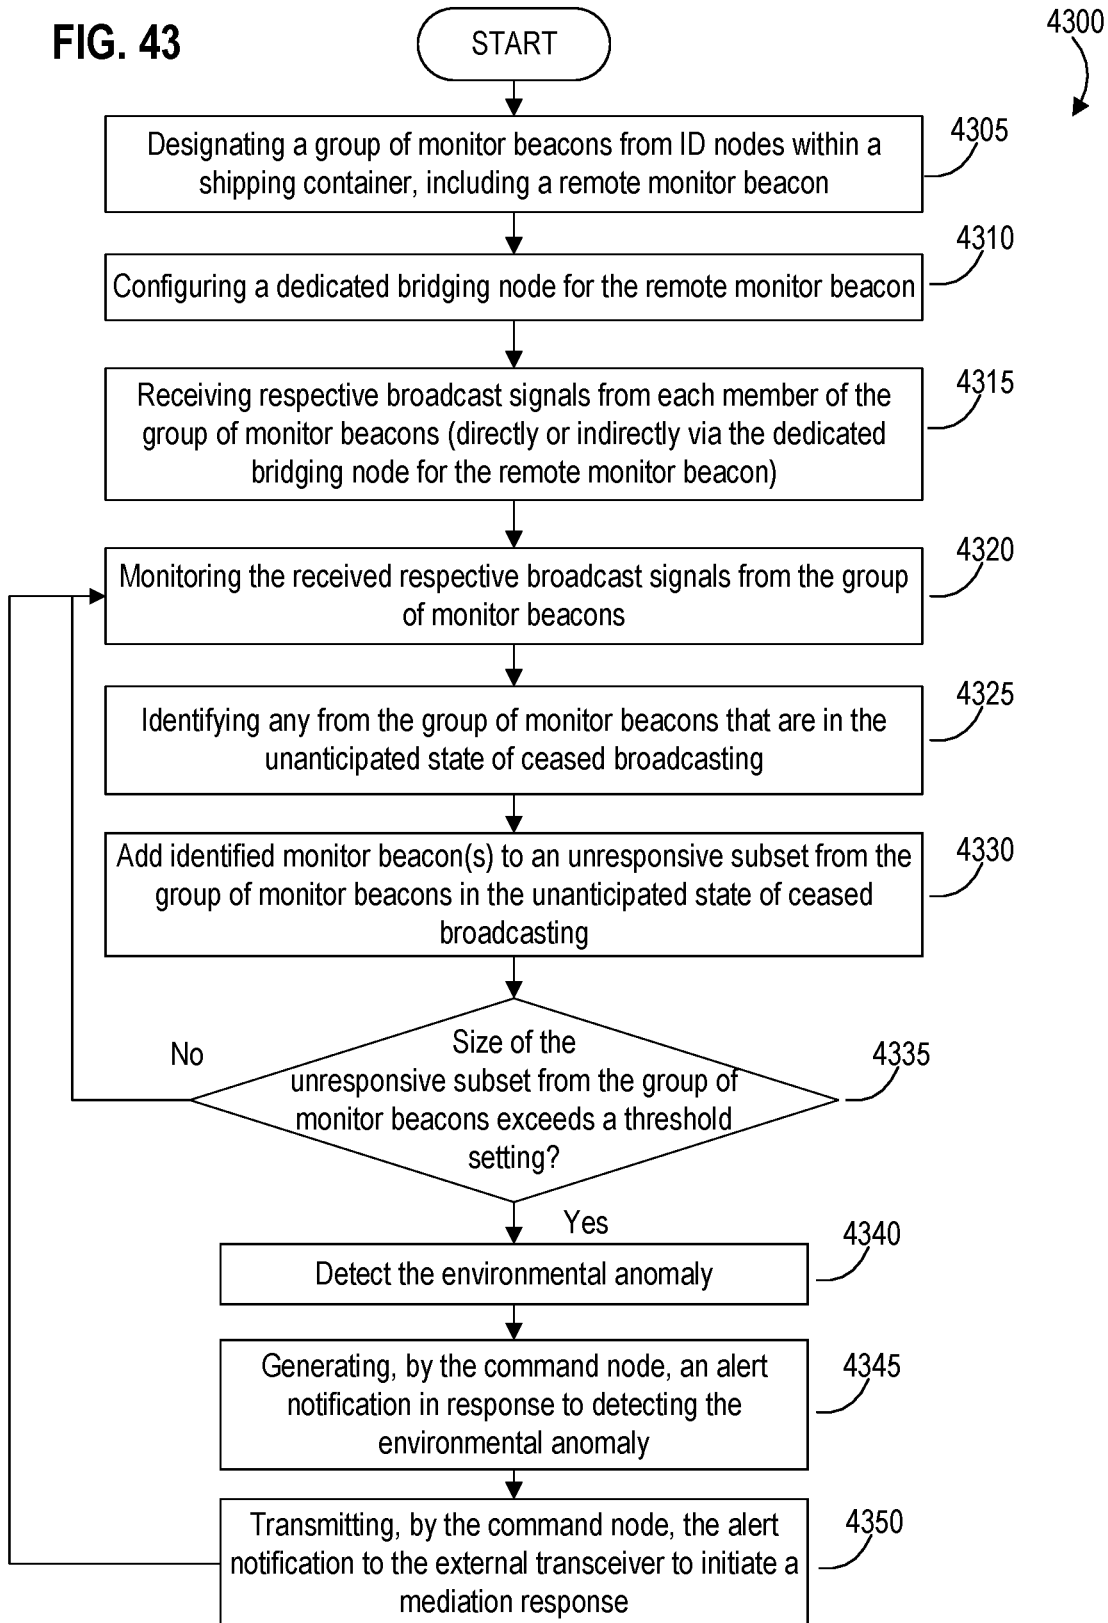 FIG. 43
START
4300
Designating a group of monitor beacons from ID nodes within a
shipping container, including a remote monitor beacon
4305
Configuring a dedicated bridging node for the remote monitor beacon
4310
Receiving respective broadcast signals from each member of the
group of monitor beacons (directly or indirectly via the dedicated
bridging node for the remote monitor beacon)
4315
Monitoring the received respective broadcast signals from the group
of monitor beacons
4320
Identifying any from the group of monitor beacons that are in the
unanticipated state of ceased broadcasting
4325
Add identified monitor beacon(s) to an unresponsive subset from the
group of monitor beacons in the unanticipated state of ceased
broadcasting
4330
No
Size of the
unresponsive subset from the group of
monitor beacons exceeds a threshold
setting?
4335
Yes
Detect the environmental anomaly
4340
Generating, by the command node, an alert
notification in response to detecting the
environmental anomaly
4345
Transmitting, by the command node, the alert
notification to the external transceiver to initiate a
mediation response
4350